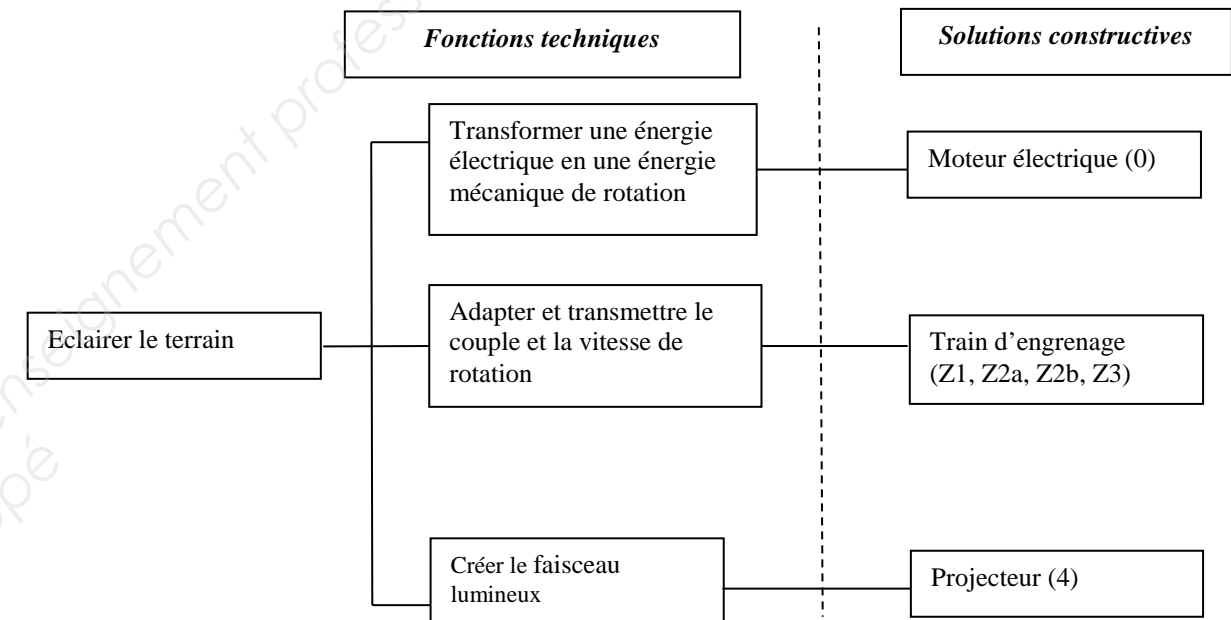 Fonctions techniques
Solutions constructives
Transformer une énergie
électrique en une énergie
mécanique de rotation
Moteur électrique (0)
Eclairer le terrain
Adapter et transmettre le
couple et la vitesse de
rotation
Train d’engrenage
(Z1, Z2a, Z2b, Z3)
Créer le faisceau
lumineux
Projecteur (4)
enseignement profess